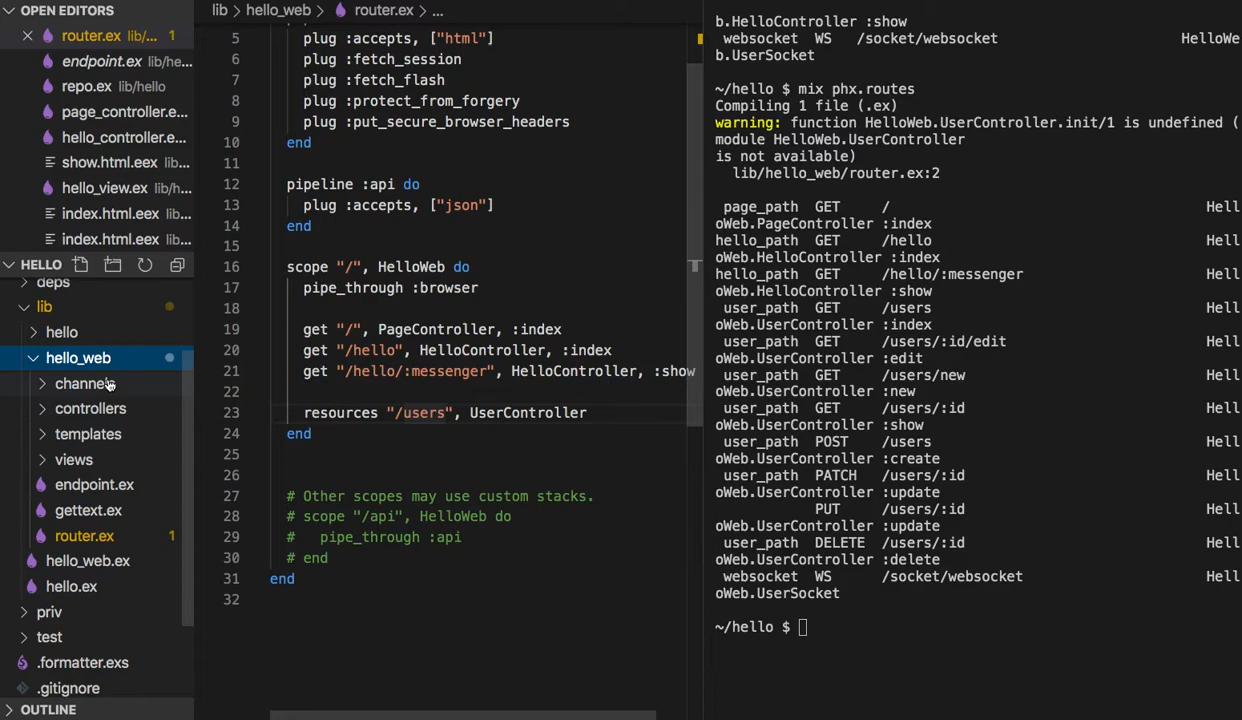 OPEN EDITORS
router.ex lib/... 1
endpoint.ex lib/he...
repo.ex lib/hello
page_controller.e...
hello_controller.e...
show.html.eex lib...
hello_view.ex lib/h...
index.html.eex lib...
index.html.eex lib...
HELLO
deps
lib
hello
hello_web
channels
controllers
templates
views
endpoint.ex
gettext.ex
router.ex 1
hello_web.ex
hello.ex
priv
test
.formatter.exs
.gitignore
OUTLINE
lib > hello_web > router.ex > ...
5 plug :accepts, ["html"]
6 plug :fetch_session
7 plug :fetch_flash
8 plug :protect_from_forgery
9 plug :put_secure_browser_headers
10 end
11
12 pipeline :api do
13 plug :accepts, ["json"]
14 end
15
16 scope "/", HelloWeb do
17 pipe_through :browser
18
19 get "/", PageController, :index
20 get "/hello", HelloController, :index
21 get "/hello/:messenger", HelloController, :show
22
23 resources "/users", UserController
24 end
25
26
27 # Other scopes may use custom stacks.
28 # scope "/api", HelloWeb do
29 #   pipe_through :api
30 # end
31 end
32
b.HelloController :show
websocket WS /socket/websocket HelloWe
b.UserSocket
~/hello $ mix phx.routes
Compiling 1 file (.ex)
warning: function HelloWeb.UserController.init/1 is undefined (
module HelloWeb.UserController
is not available)
lib/hello_web/router.ex:2
page_path GET / Hell
oWeb.PageController :index
hello_path GET /hello Hell
oWeb.HelloController :index
hello_path GET /hello/:messenger Hell
oWeb.HelloController :show
user_path GET /users Hell
oWeb.UserController :index
user_path GET /users/:id/edit Hell
oWeb.UserController :edit
user_path GET /users/new Hell
oWeb.UserController :new
user_path GET /users/:id Hell
oWeb.UserController :show
user_path POST /users Hell
oWeb.UserController :create
user_path PATCH /users/:id Hell
oWeb.UserController :update
PUT /users/:id Hell
oWeb.UserController :update
user_path DELETE /users/:id Hell
oWeb.UserController :delete
websocket WS /socket/websocket Hell
oWeb.UserSocket
~/hello $